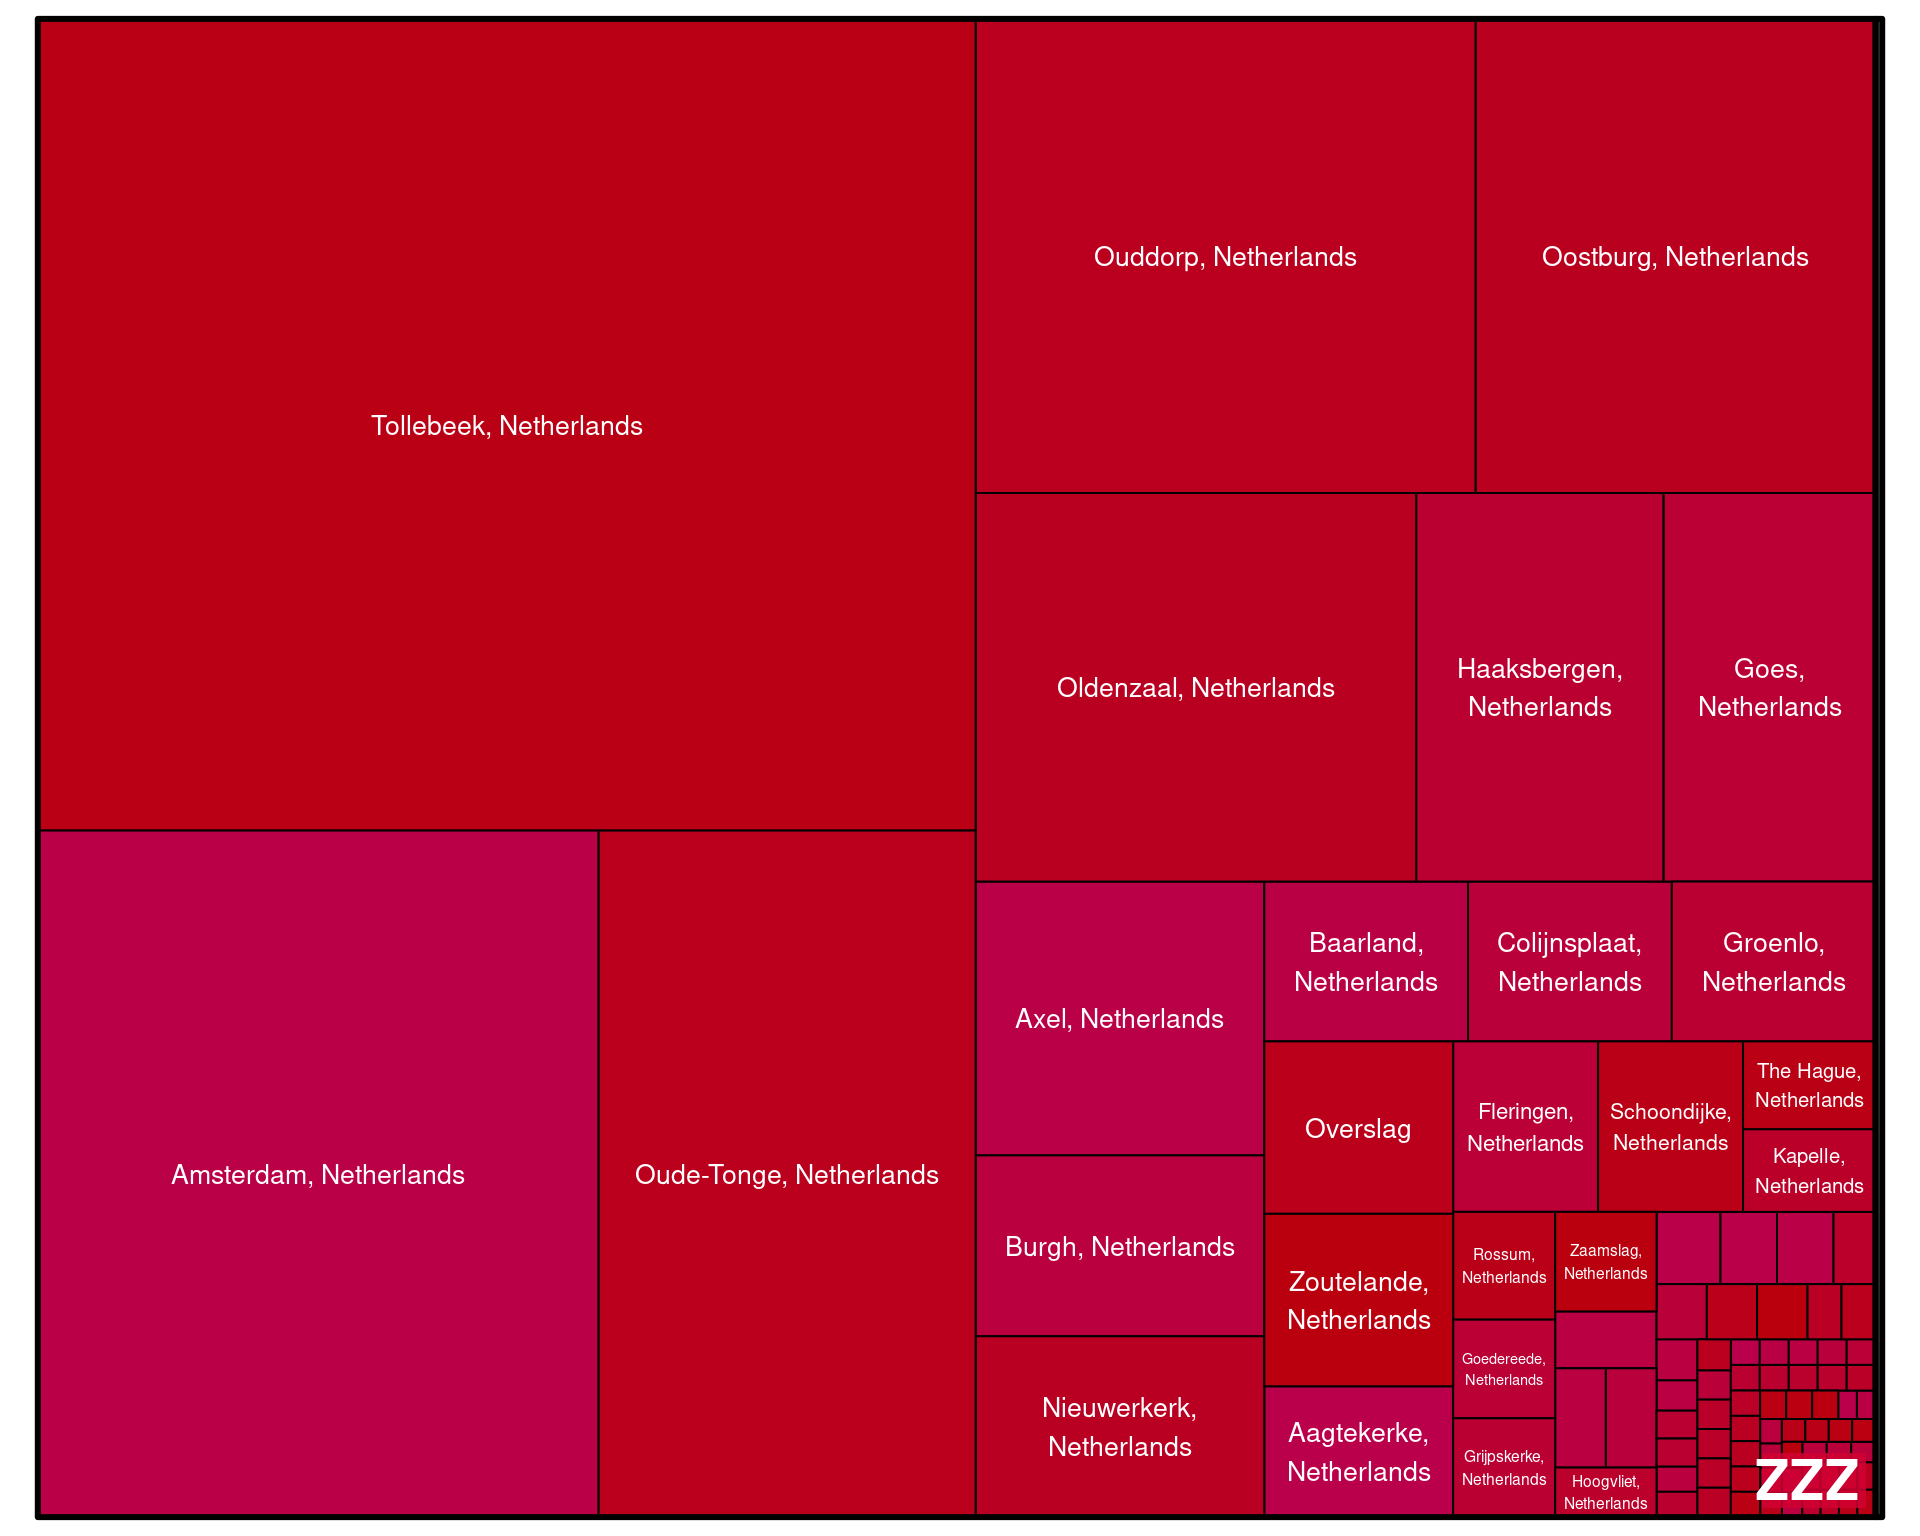 Tollebeek, Netherlands
Ouddorp, Netherlands
Oostburg, Netherlands
Oldenzaal, Netherlands
Haaksbergen,
Netherlands
Goes,
Netherlands
Amsterdam, Netherlands
Oude-Tonge, Netherlands
Axel, Netherlands
Baarland,
Netherlands
Colijnsplaat,
Netherlands
Groenlo,
Netherlands
Burgh, Netherlands
Nieuwerkerk,
Netherlands
Overslag
Fleringen,
Netherlands
Schoondijke,
Netherlands
The Hague,
Netherlands
Kapelle,
Netherlands
Zoutelande,
Netherlands
Aagtekerke,
Netherlands
Rossum,
Netherlands
Zaamslag,
Netherlands
Goedereede,
Netherlands
Grijpskerke,
Netherlands
Hoogvliet,
Netherlands
ZZZ